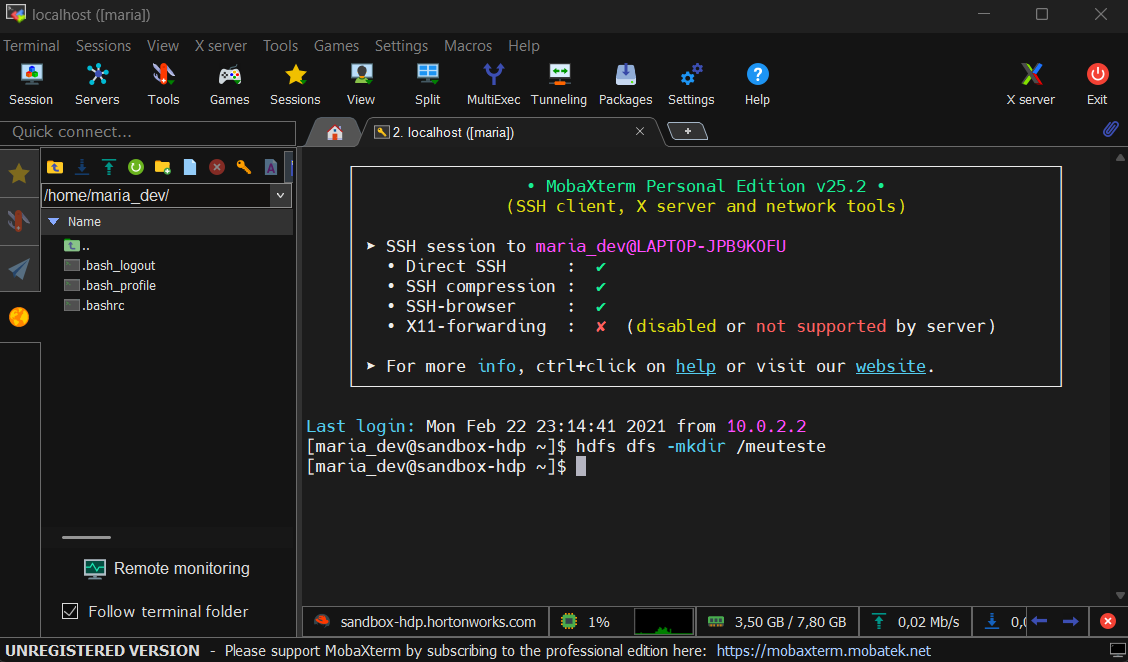 localhost ([maria])
Terminal Sessions View X server Tools Games Settings Macros Help
Session Servers Tools Games Sessions View Split MultiExec Tunneling Packages Settings Help X server Exit
Quick connect...
2. localhost ([maria])
/home/maria_dev/
Name
..
.bash_logout
.bash_profile
.bashrc
• MobaXterm Personal Edition v25.2 •
(SSH client, X server and network tools)
➤ SSH session to maria_dev@LAPTOP-JPB9KOFU
• Direct SSH : ✔
• SSH compression : ✔
• SSH-browser : ✔
• X11-forwarding : ✘ (disabled or not supported by server)
➤ For more info, ctrl+click on help or visit our website.
Last login: Mon Feb 22 23:14:41 2021 from 10.0.2.2
[maria_dev@sandbox-hdp ~]$ hdfs dfs -mkdir /meuteste
[maria_dev@sandbox-hdp ~]$
Remote monitoring
Follow terminal folder
sandbox-hdp.hortonworks.com 1% 3,50 GB / 7,80 GB 0,02 Mb/s
UNREGISTERED VERSION - Please support MobaXterm by subscribing to the professional edition here: https://mobaxterm.mobatek.net